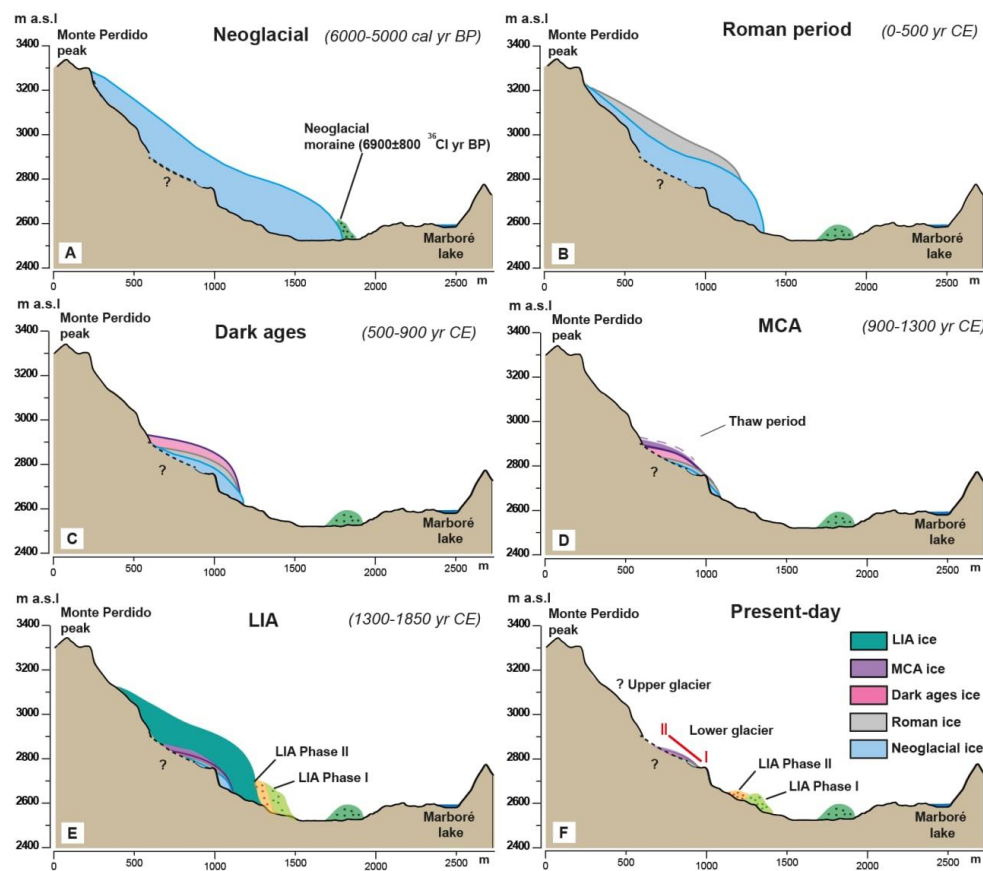 m a.s.l
Monte Perdido
peak
Neoglacial
(6000-5000 cal yr BP)
3400
3200
3000
2800
2600
2400
Neoglacial
moraine (6900±800 ³⁶Cl yr BP)
?
A
Marboré
lake
0
500
1000
1500
2000
2500
m
m a.s.l
Monte Perdido
peak
Roman period
(0-500 yr CE)
3400
3200
3000
2800
2600
2400
?
B
Marboré
lake
0
500
1000
1500
2000
2500
m
m a.s.l
Monte Perdido
peak
Dark ages
(500-900 yr CE)
3400
3200
3000
2800
2600
2400
?
C
Marboré
lake
0
500
1000
1500
2000
2500
m
m a.s.l
Monte Perdido
peak
MCA
(900-1300 yr CE)
3400
3200
3000
2800
2600
2400
Thaw period
?
D
Marboré
lake
0
500
1000
1500
2000
2500
m
m a.s.l
Monte Perdido
peak
LIA
(1300-1850 yr CE)
3400
3200
3000
2800
2600
2400
LIA Phase II
LIA Phase I
?
E
Marboré
lake
0
500
1000
1500
2000
2500
m
m a.s.l
Monte Perdido
peak
Present-day
3400
3200
3000
2800
2600
2400
LIA ice
MCA ice
Dark ages ice
Roman ice
Neoglacial ice
? Upper glacier
Lower glacier
II
I
LIA Phase II
LIA Phase I
?
F
Marboré
lake
0
500
1000
1500
2000
2500
m